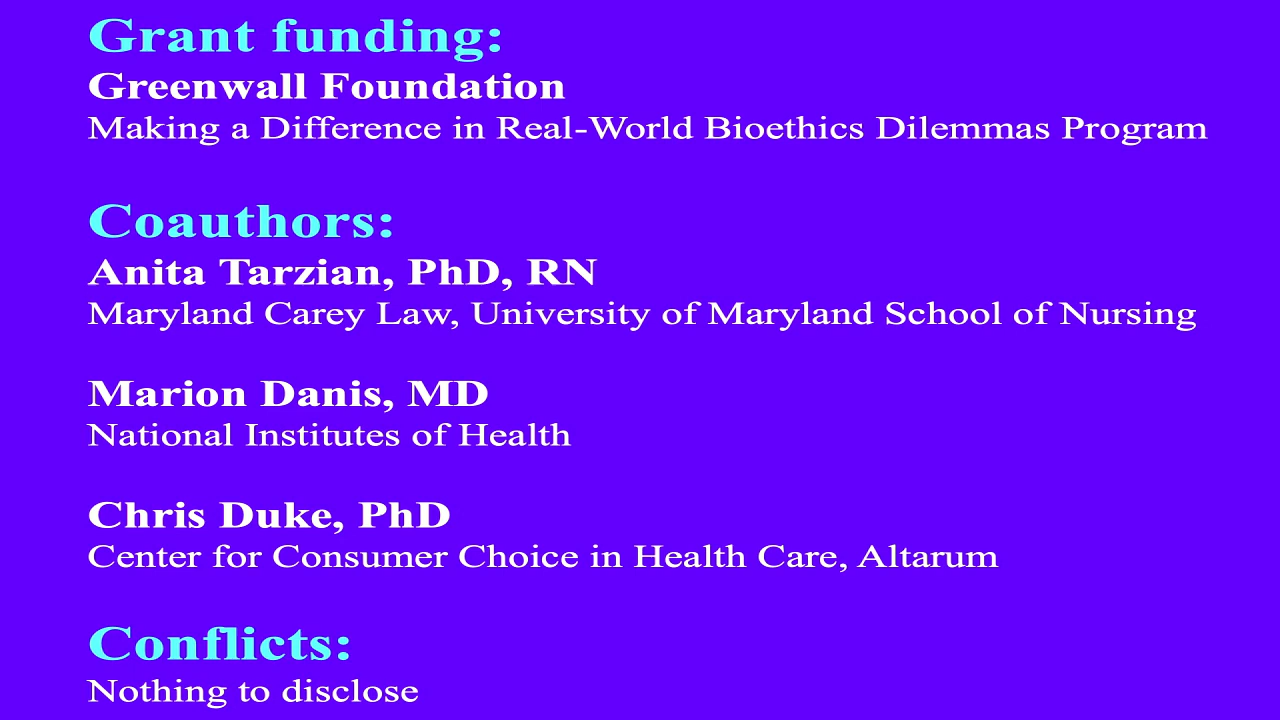 Grant funding:
Greenwall Foundation
Making a Difference in Real-World Bioethics Dilemmas Program
Coauthors:
Anita Tarzian, PhD, RN
Maryland Carey Law, University of Maryland School of Nursing
Marion Danis, MD
National Institutes of Health
Chris Duke, PhD
Center for Consumer Choice in Health Care, Altarum
Conflicts:
Nothing to disclose